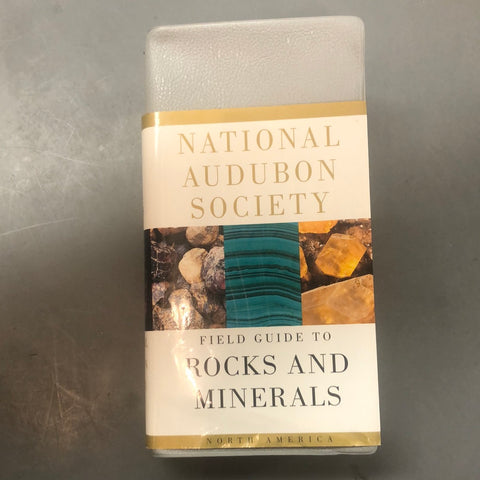 NATIONAL
AUDUBON
SOCIETY
FIELD GUIDE TO
ROCKS AND
MINERALS
NORTH AMERICA